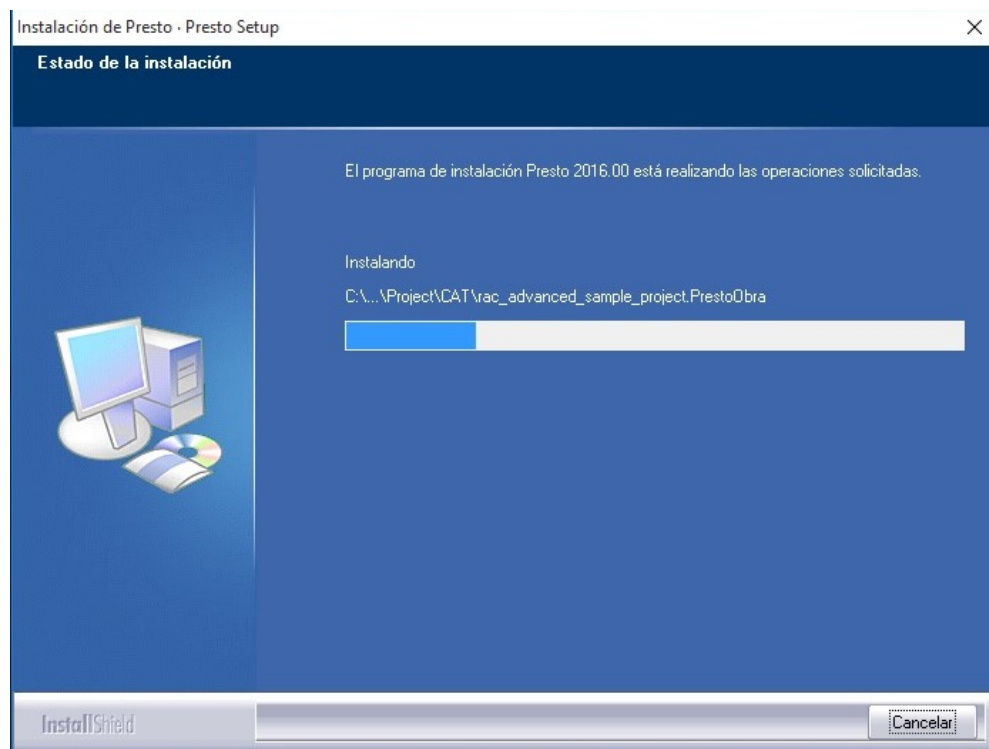 Instalación de Presto · Presto Setup
Estado de la instalación
El programa de instalación Presto 2016.00 está realizando las operaciones solicitadas.
Instalando
C:\...\Project\CAT\rac_advanced_sample_project.PrestoObra
InstallShield
Cancelar